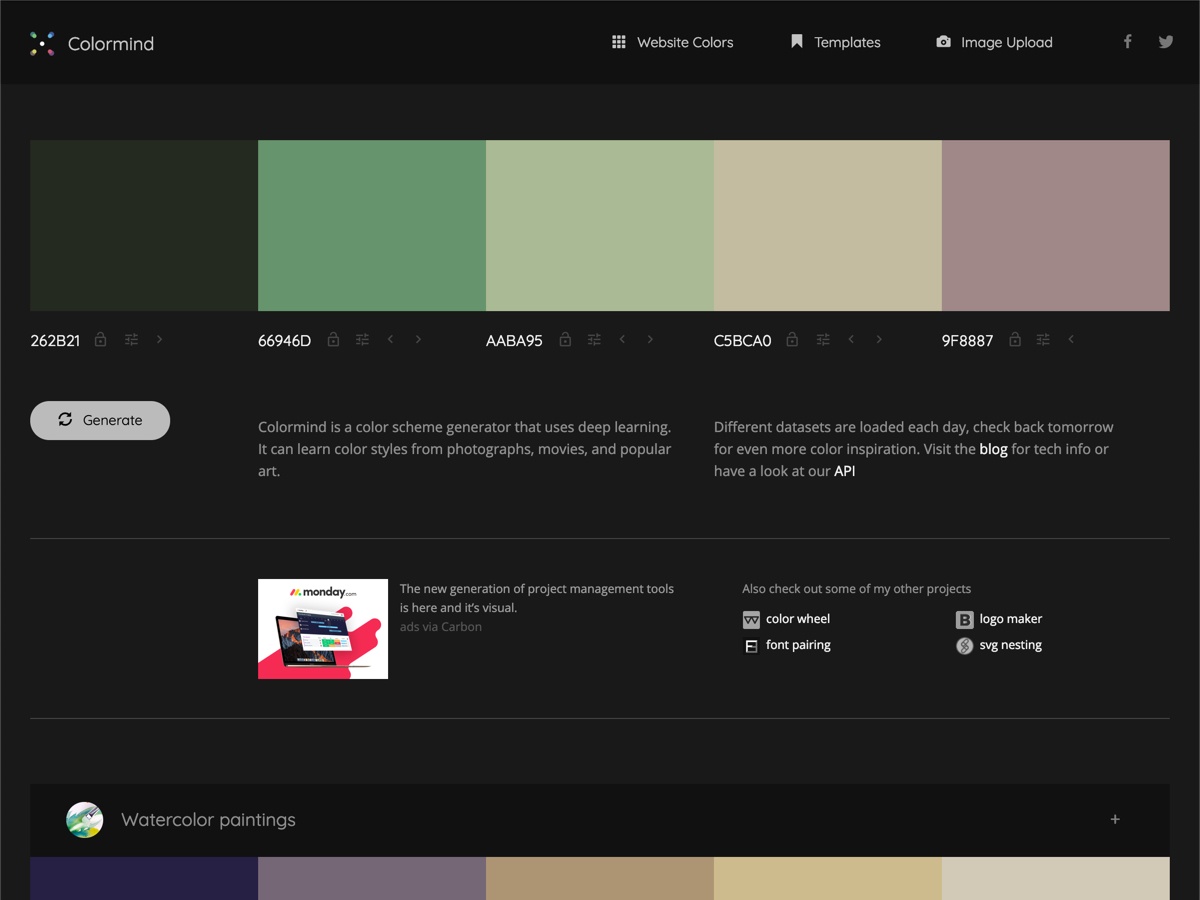 Colormind
Website Colors
Templates
Image Upload
262B21
66946D
AABA95
C5BCA0
9F8887
Generate
Colormind is a color scheme generator that uses deep learning.
It can learn color styles from photographs, movies, and popular
art.
Different datasets are loaded each day, check back tomorrow
for even more color inspiration. Visit the blog for tech info or
have a look at our API
monday.com
The new generation of project management tools
is here and it’s visual.
ads via Carbon
Also check out some of my other projects
color wheel
logo maker
font pairing
svg nesting
Watercolor paintings